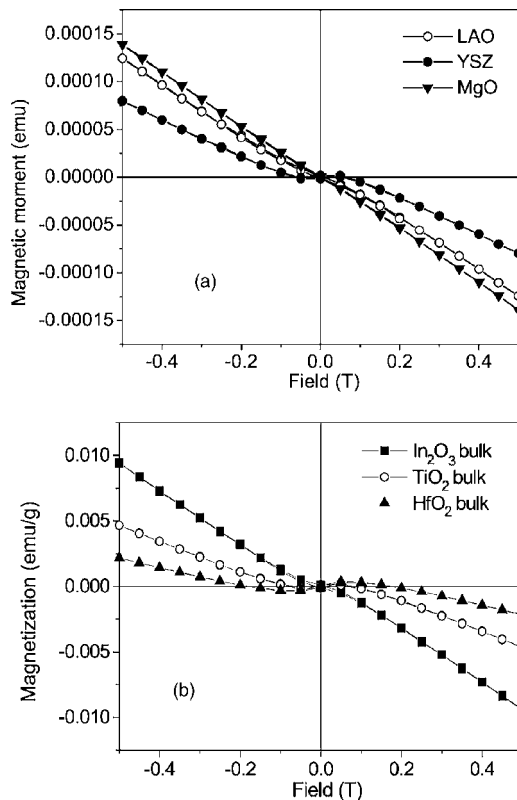 0.00015
0.00010
0.00005
0.00000
-0.00005
-0.00010
-0.00015
Magnetic moment (emu)
LAO
YSZ
MgO
(a)
-0.4 -0.2 0.0 0.2 0.4
Field (T)
0.010
0.005
0.000
-0.005
-0.010
Magnetization (emu/g)
In₂O₃ bulk
TiO₂ bulk
HfO₂ bulk
(b)
-0.4 -0.2 0.0 0.2 0.4
Field (T)